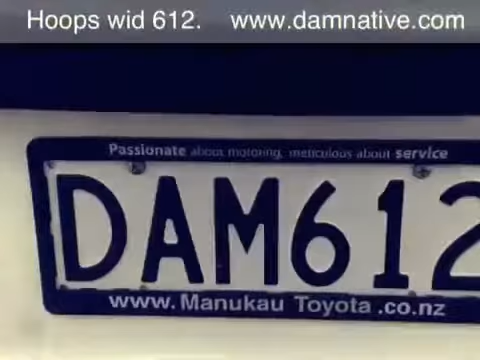 Hoops wid 612. www.damnative.com
Passionate about motoring, meticulous about service
DAM612
www.Manukau Toyota.co.nz